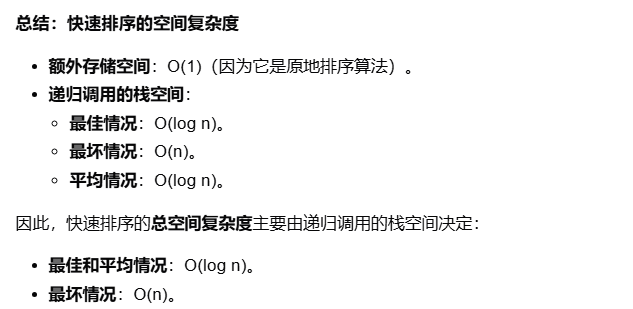 总结：快速排序的空间复杂度
• 额外存储空间：O(1)（因为它是原地排序算法）。
• 递归调用的栈空间：
◦ 最佳情况：O(log n)。
◦ 最坏情况：O(n)。
◦ 平均情况：O(log n)。
因此，快速排序的总空间复杂度主要由递归调用的栈空间决定：
• 最佳和平均情况：O(log n)。
• 最坏情况：O(n)。